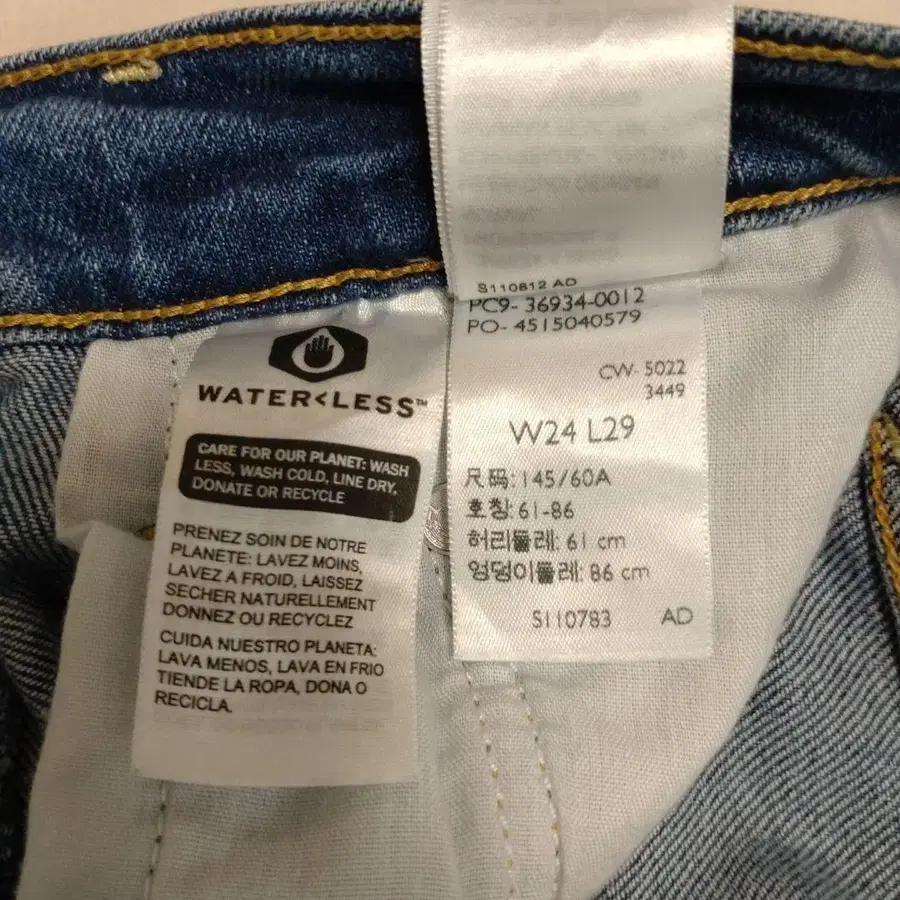 S110812 AD
PC9- 36934-0012
PO- 4515040579
CW- 5022
3449
W24 L29
尺码: 145/60A
호칭: 61-86
허리둘레: 61 cm
엉덩이둘레: 86 cm
S110783 AD
WATER<LESS™
CARE FOR OUR PLANET: WASH
LESS, WASH COLD, LINE DRY,
DONATE OR RECYCLE
PRENEZ SOIN DE NOTRE
PLANETE: LAVEZ MOINS,
LAVEZ A FROID, LAISSEZ
SECHER NATURELLEMENT
DONNEZ OU RECYCLEZ
CUIDA NUESTRO PLANETA:
LAVA MENOS, LAVA EN FRIO
TIENDE LA ROPA, DONA O
RECICLA.